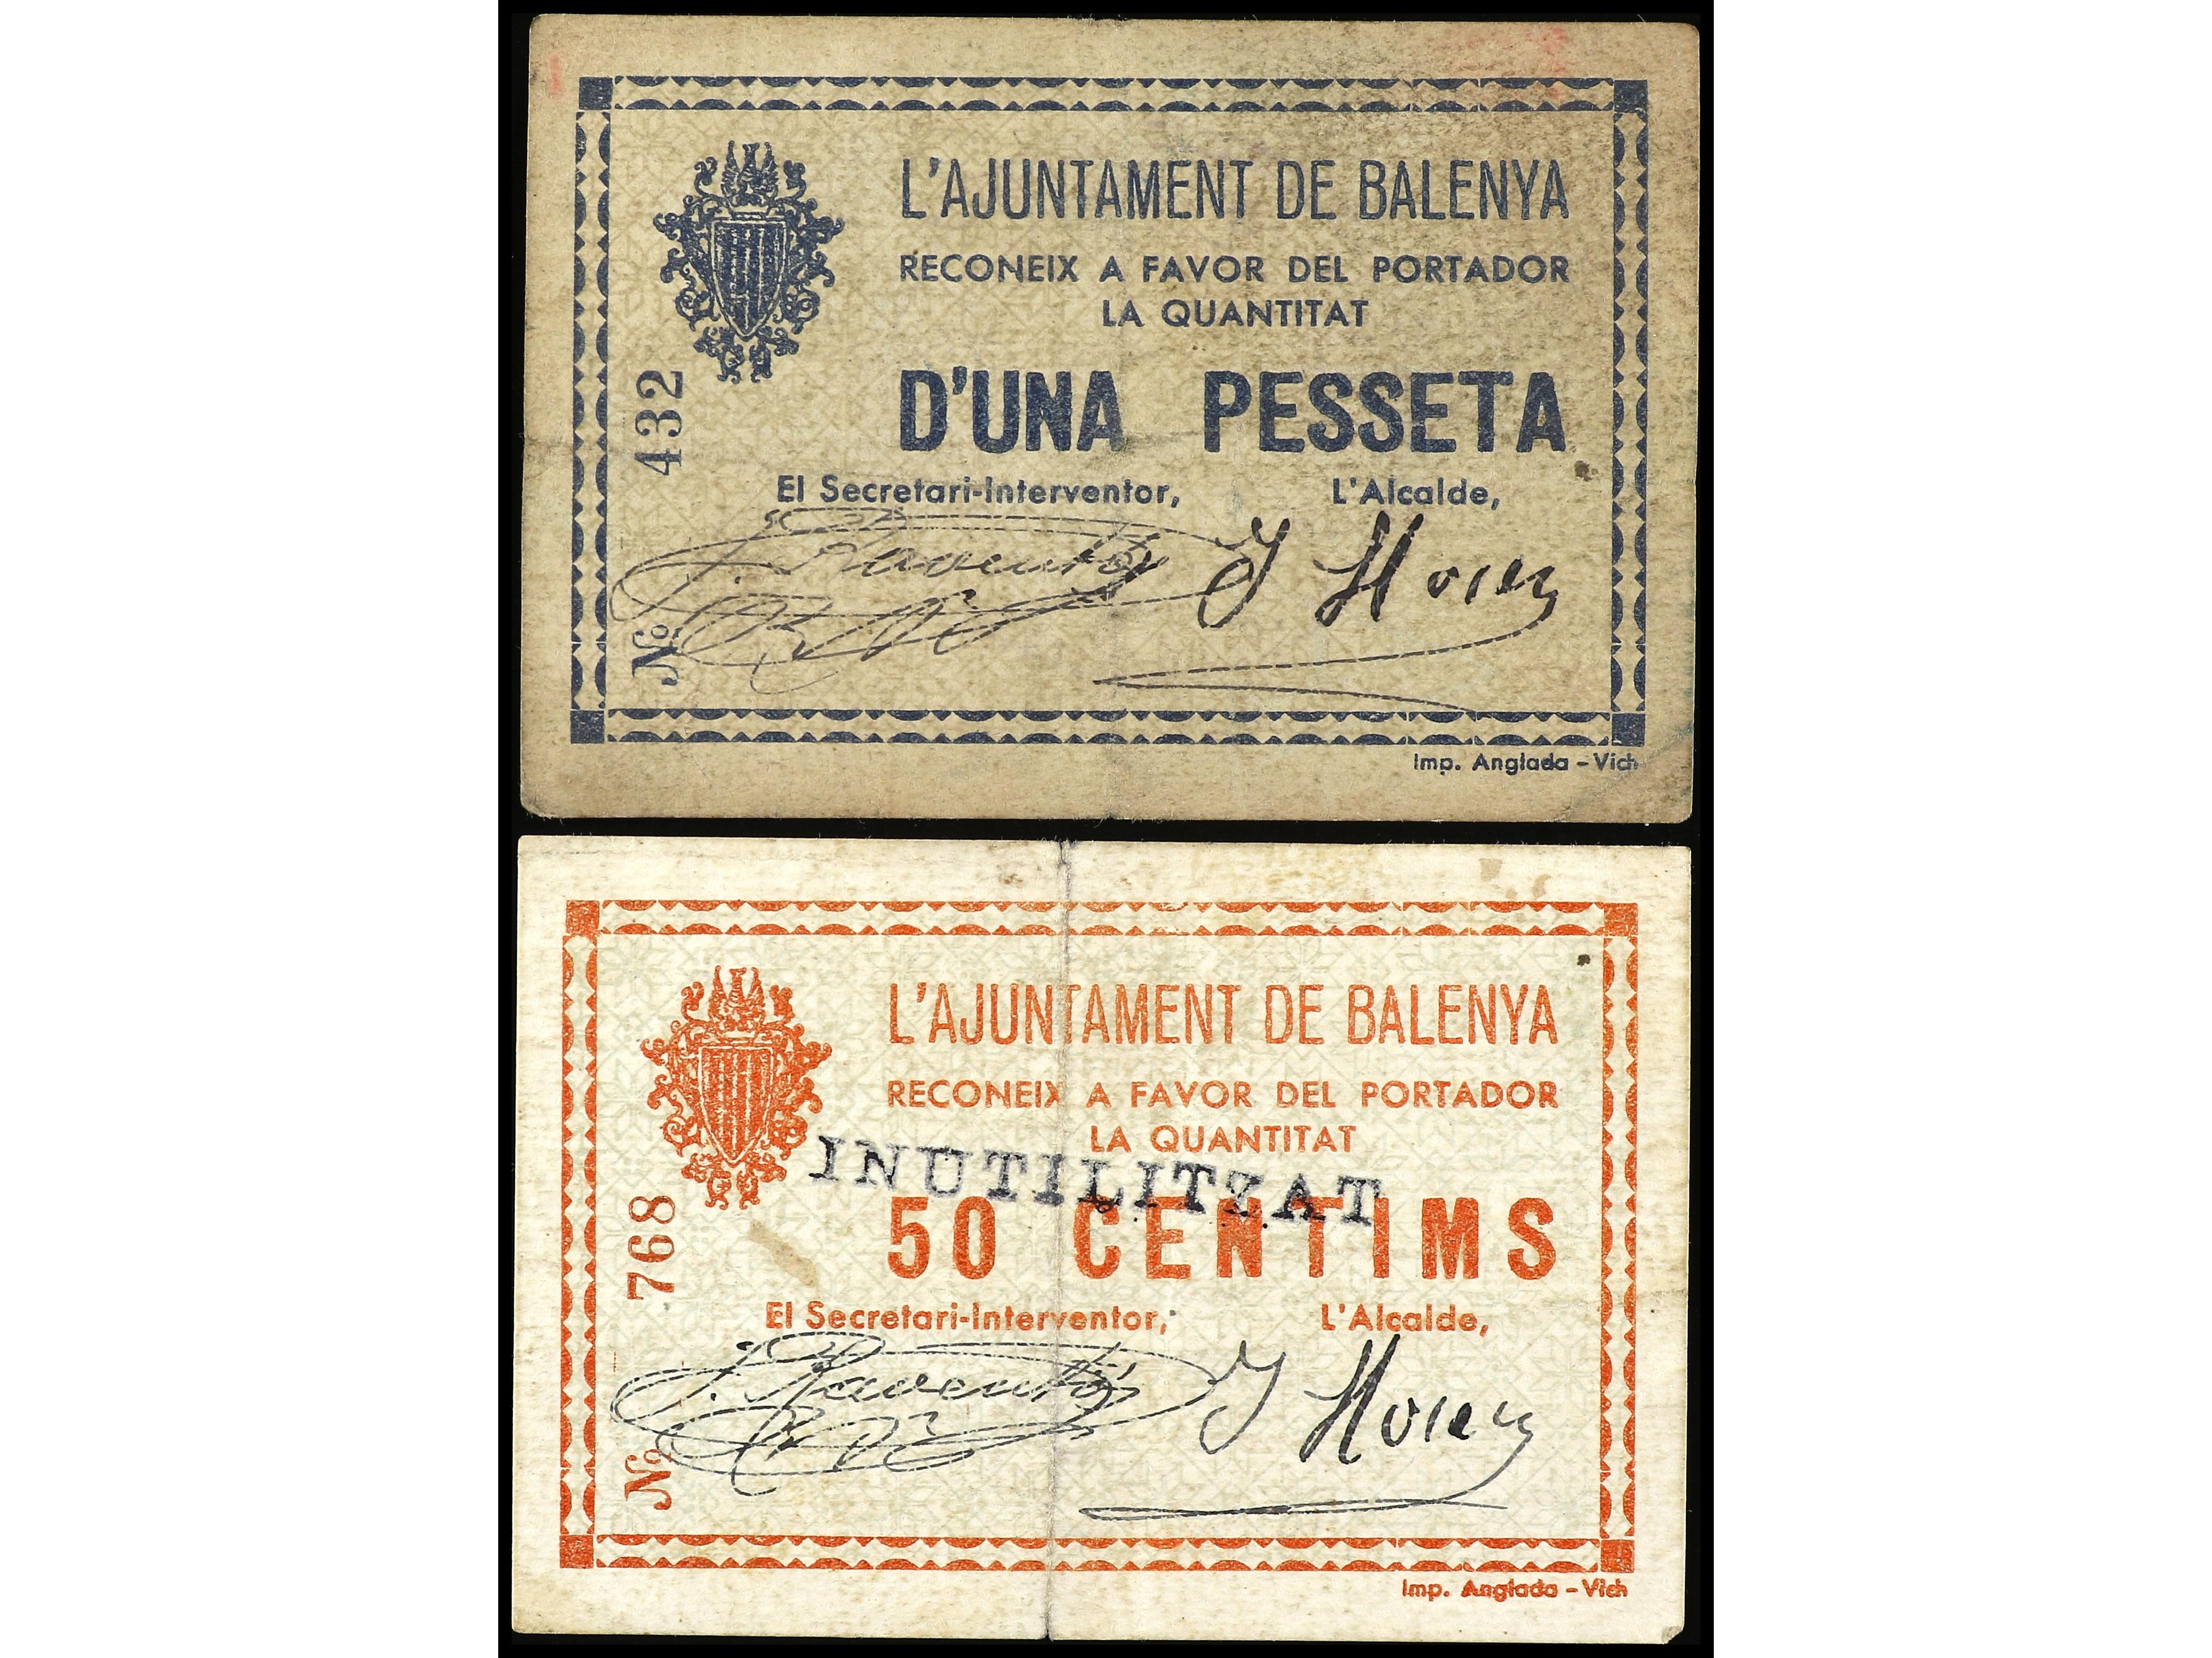 L'AJUNTAMENT DE BALENYA
RECONEIX A FAVOR DEL PORTADOR
LA QUANTITAT
D'UNA PESSETA
El Secretari-Interventor, L'Alcalde,
Nº 432
Imp. Anglada - Vich
L'AJUNTAMENT DE BALENYA
RECONEIX A FAVOR DEL PORTADOR
LA QUANTITAT
INUTILITZAT
50 CENTIMS
El Secretari-Interventor, L'Alcalde,
Nº 768
Imp. Anglada - Vich